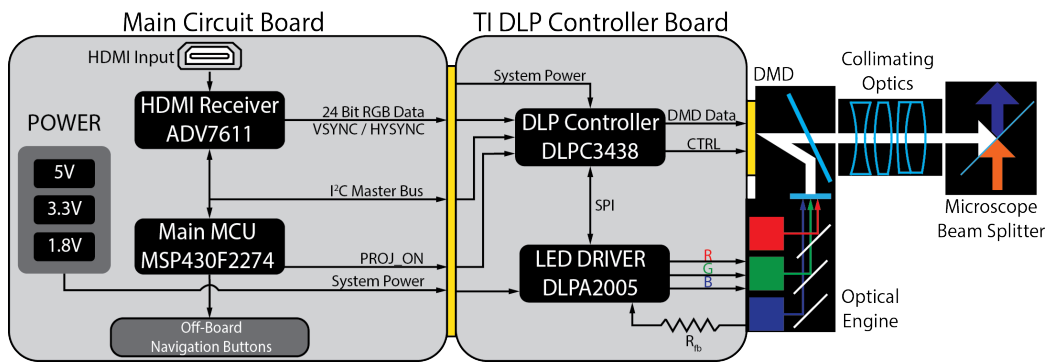 Main Circuit Board
TI DLP Controller Board
HDMI Input
HDMI Receiver
ADV7611
POWER
5V
3.3V
1.8V
24 Bit RGB Data
VSYNC / HYSYNC
I²C Master Bus
Main MCU
MSP430F2274
PROJ_ON
System Power
Off-Board
Navigation Buttons
System Power
DLP Controller
DLPC3438
DMD Data
CTRL
SPI
LED DRIVER
DLPA2005
R
G
B
Rfb
DMD
Collimating
Optics
Microscope
Beam Splitter
Optical
Engine